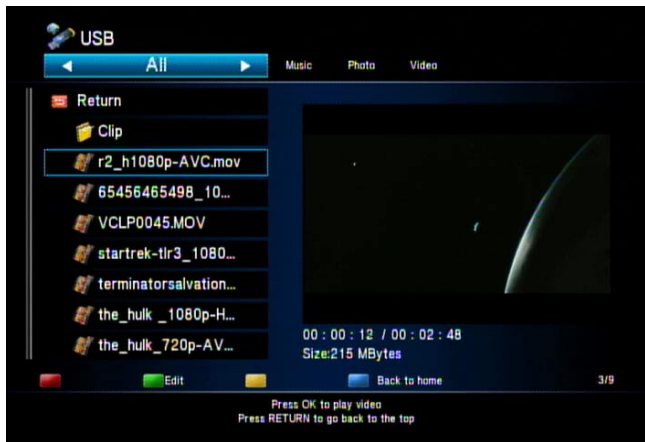 USB
All
Music Photo Video
Return
Clip
r2_h1080p-AVC.mov
65456465498_10...
VCLP0045.MOV
startrek-tlr3_1080...
terminatorsalvation...
the_hulk _1080p-H...
the_hulk_720p-AV...
00 : 00 : 12 / 00 : 02 : 48
Size:215 MBytes
Edit Back to home 3/9
Press OK to play video
Press RETURN to go back to the top